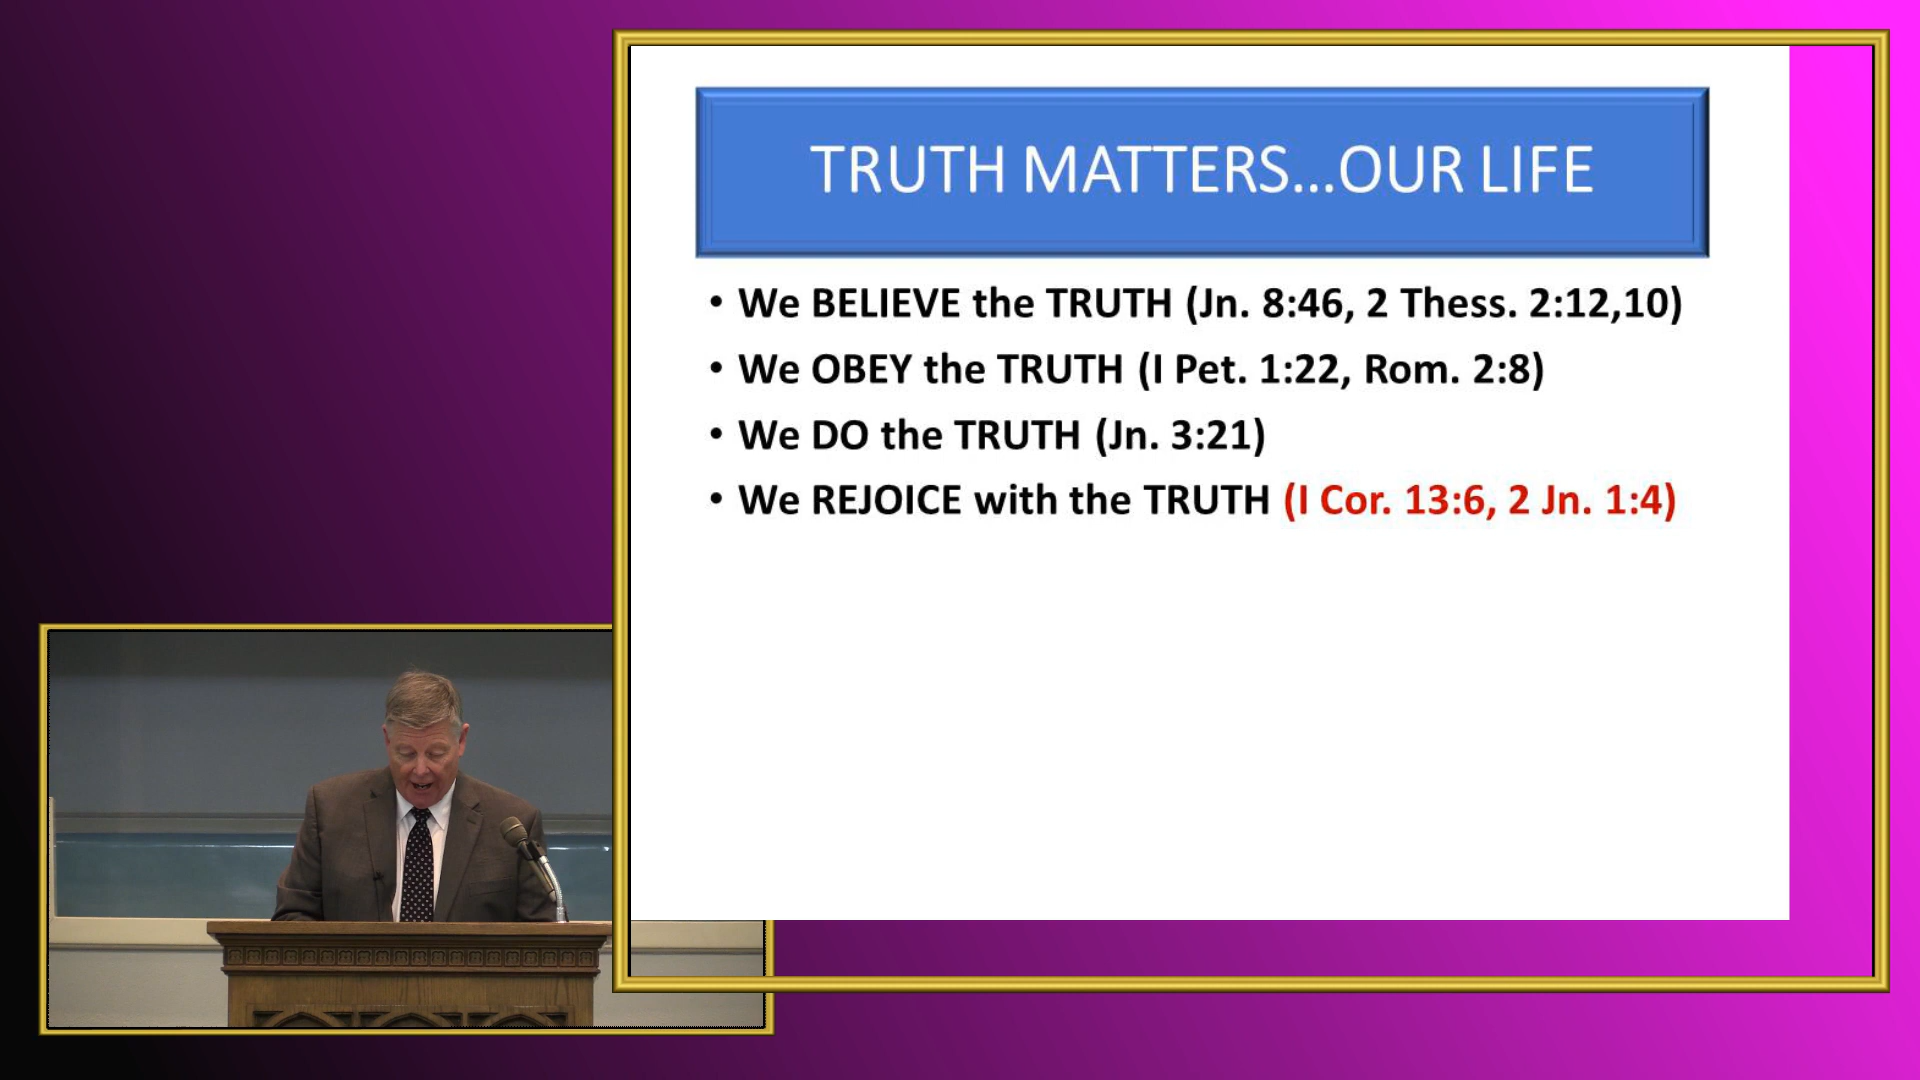 TRUTH MATTERS...OUR LIFE
• We BELIEVE the TRUTH (Jn. 8:46, 2 Thess. 2:12,10)
• We OBEY the TRUTH (I Pet. 1:22, Rom. 2:8)
• We DO the TRUTH (Jn. 3:21)
• We REJOICE with the TRUTH (I Cor. 13:6, 2 Jn. 1:4)